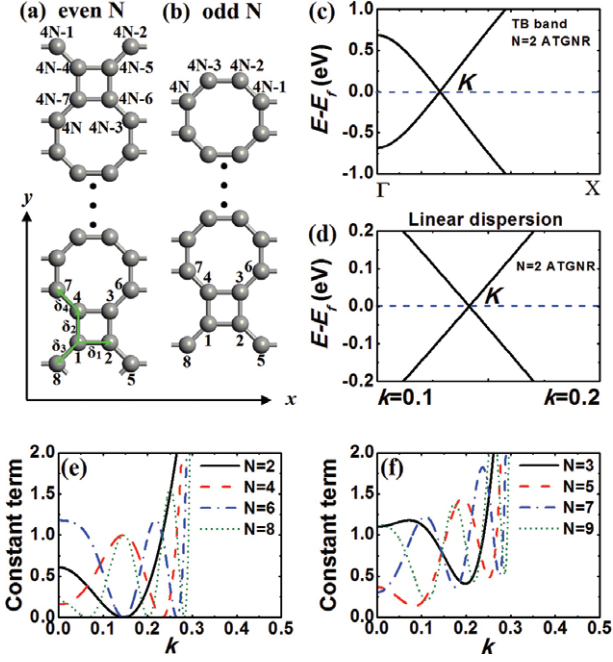 (a) even N
4N-1 4N-2
4N-4 4N-5
4N-7 4N-6
4N 4N-3
y
7 6
4 3
δ4
δ2
δ3 δ1
1 2
8 5
x
(b) odd N
4N-3 4N-2
4N 4N-1
7 6
4 3
1 2
8 5
(c)
TB band
N=2 ATGNR
K
E-Ef (eV)
1.0
0.5
0.0
-0.5
-1.0
Γ X
(d) Linear dispersion
N=2 ATGNR
K
E-Ef (eV)
0.2
0.1
0.0
-0.1
-0.2
k=0.1 k=0.2
(e)
N=2
N=4
N=6
N=8
Constant term
2.0
1.5
1.0
0.5
0.0
0.0 0.1 0.2 0.3 0.4 0.5
k
(f)
N=3
N=5
N=7
N=9
Constant term
2.0
1.5
1.0
0.5
0.0
0.0 0.1 0.2 0.3 0.4 0.5
k